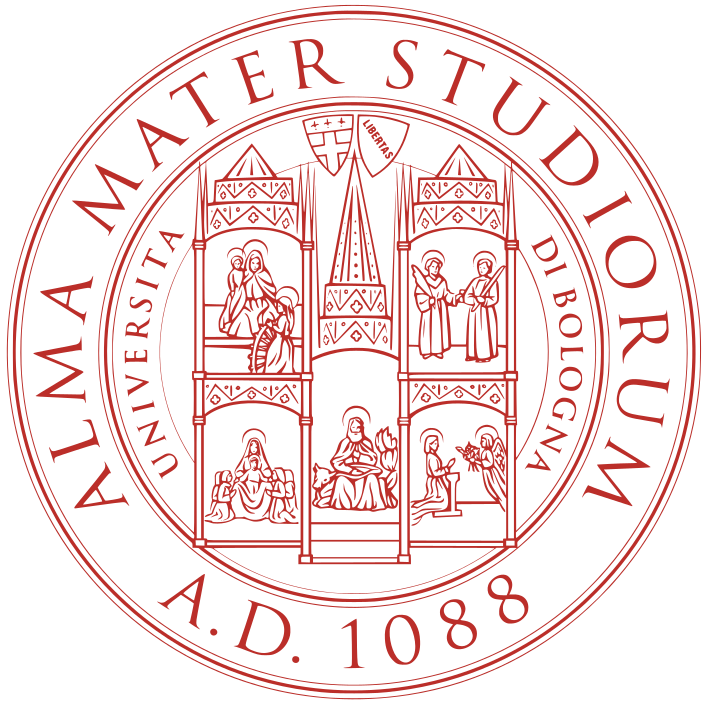 ALMA MATER STUDIORUM
A.D. 1088
UNIVERSITA
DI BOLOGNA
LIBERTAS